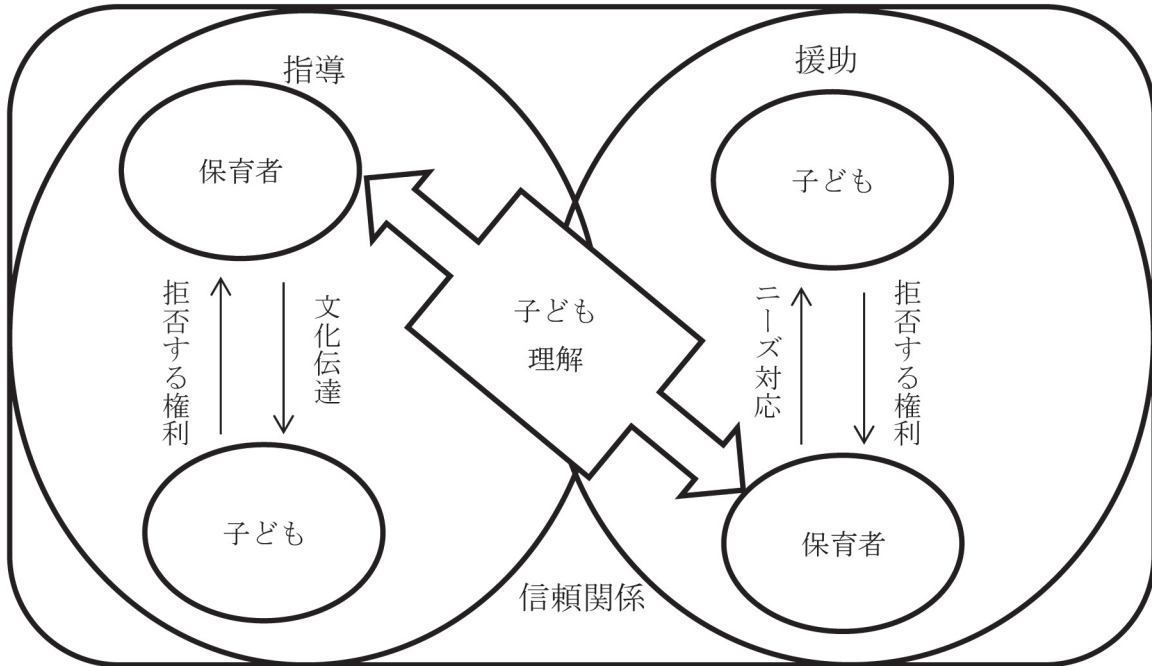 指導
保育者
拒否する権利
文化伝達
子ども
子ども
理解
援助
子ども
ニーズ対応
拒否する権利
保育者
信頼関係